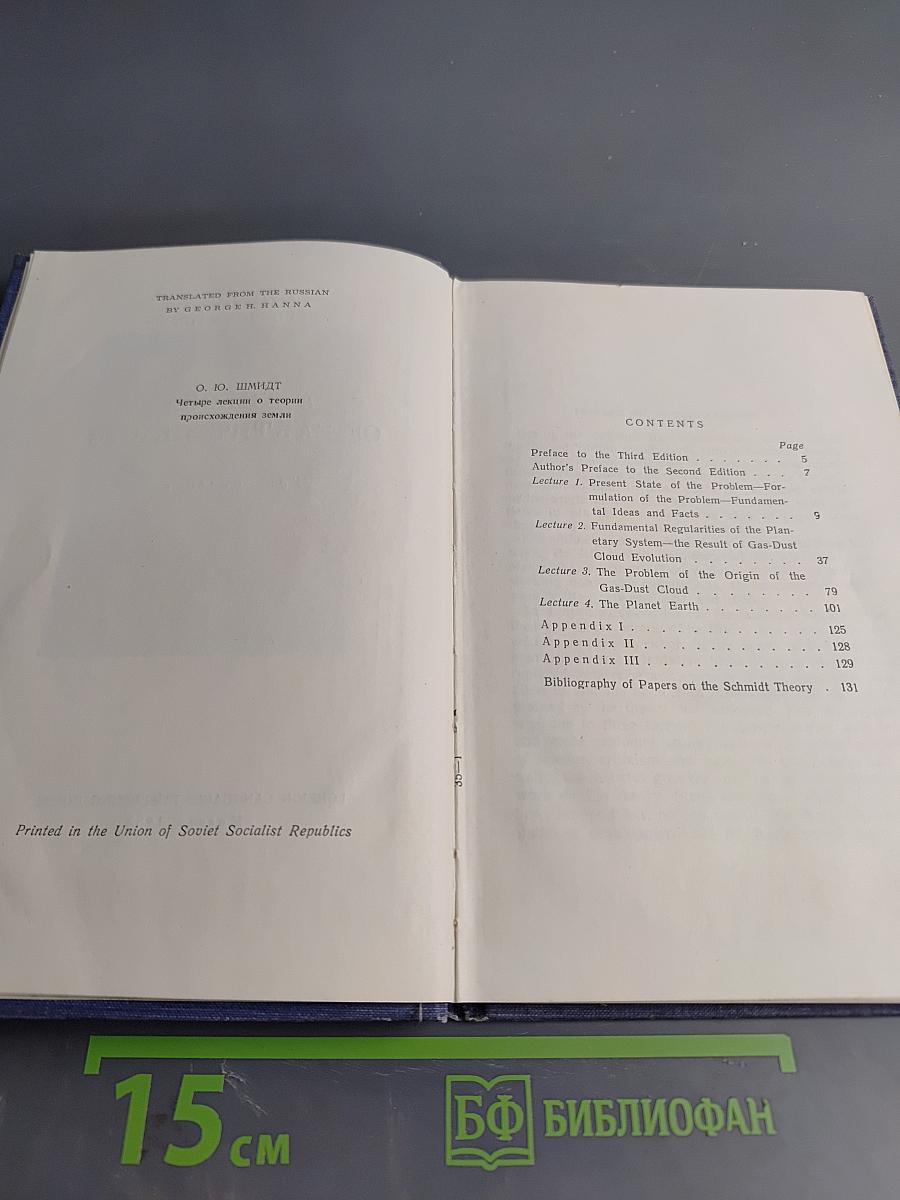 TRANSLATED FROM THE RUSSIAN
BY GEORGE H. HANNA
О. Ю. ШМИДТ
Четыре лекции о теории
происхождения земли
Printed in the Union of Soviet Socialist Republics
CONTENTS
Page
Preface to the Third Edition . . . . . . . 5
Author's Preface to the Second Edition . . . 7
Lecture 1. Present State of the Problem—For-
mulation of the Problem—Fundamen-
tal Ideas and Facts . . . . . . . 9
Lecture 2. Fundamental Regularities of the Plan-
etary System—the Result of Gas-Dust
Cloud Evolution . . . . . . . . 37
Lecture 3. The Problem of the Origin of the
Gas-Dust Cloud . . . . . . . . 79
Lecture 4. The Planet Earth . . . . . . . . 101
Appendix I . . . . . . . . . . . . . 125
Appendix II . . . . . . . . . . . . 128
Appendix III . . . . . . . . . . . . 129
Bibliography of Papers on the Schmidt Theory . 131
35—1
15 см
БФ БИБЛИОФАН